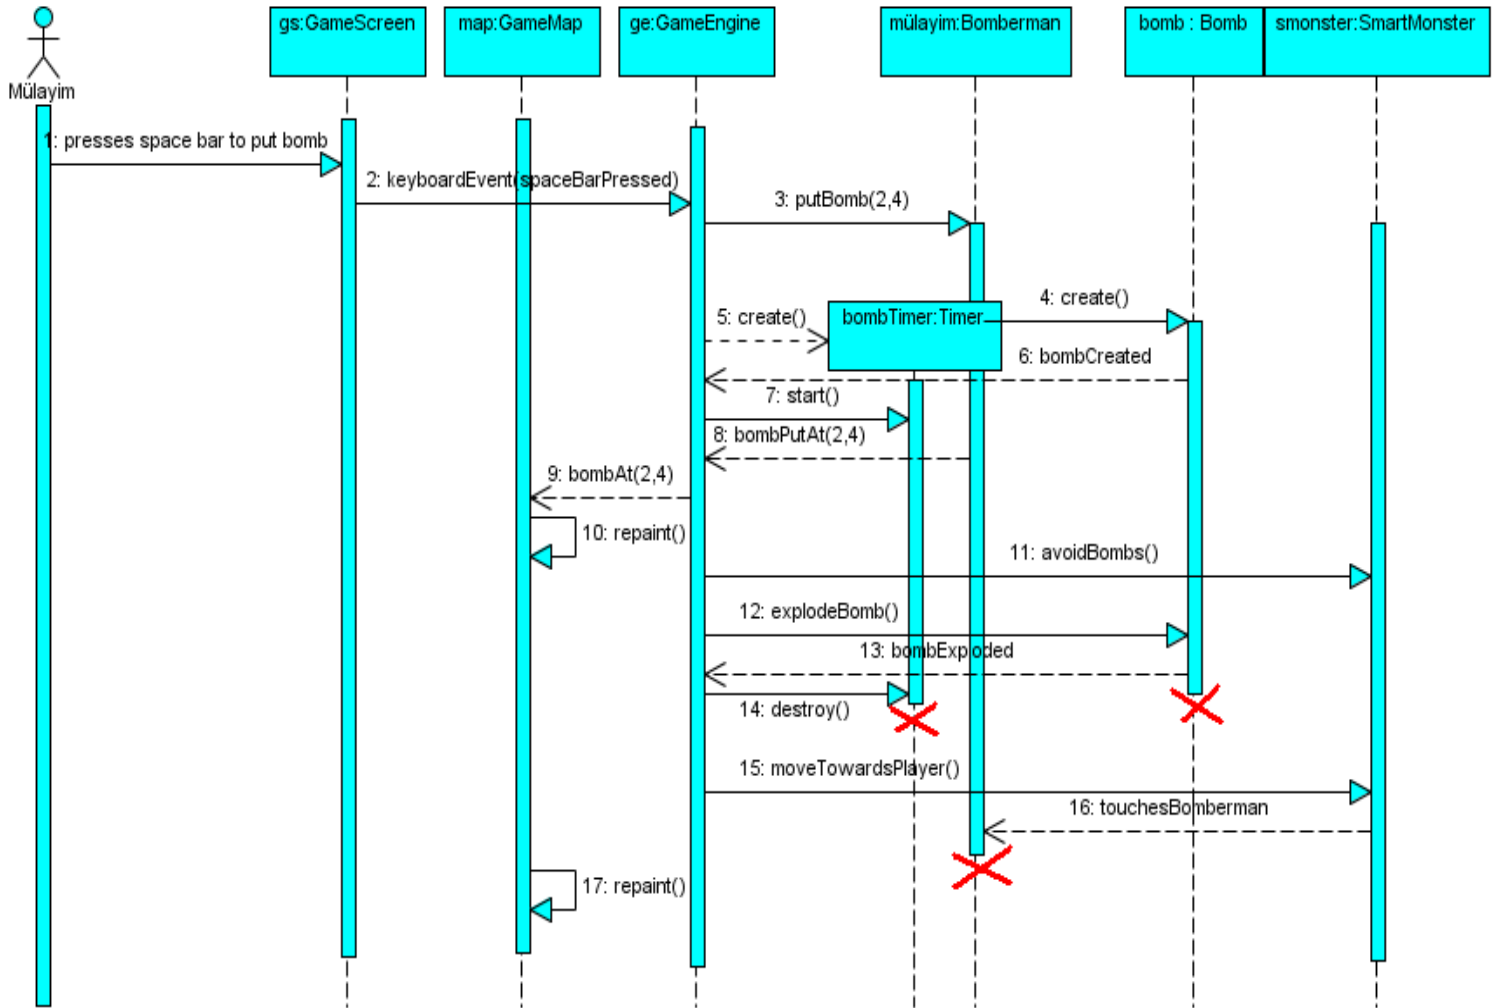 gs:GameScreen
map:GameMap
ge:GameEngine
mülayim:Bomberman
bomb : Bomb
smonster:SmartMonster
Mülayim
1: presses space bar to put bomb
2: keyboardEvent(spaceBarPressed)
3: putBomb(2,4)
4: create()
5: create()
bombTimer:Timer
6: bombCreated
7: start()
8: bombPutAt(2,4)
9: bombAt(2,4)
10: repaint()
11: avoidBombs()
12: explodeBomb()
13: bombExploded
14: destroy()
15: moveTowardsPlayer()
16: touchesBomberman
17: repaint()